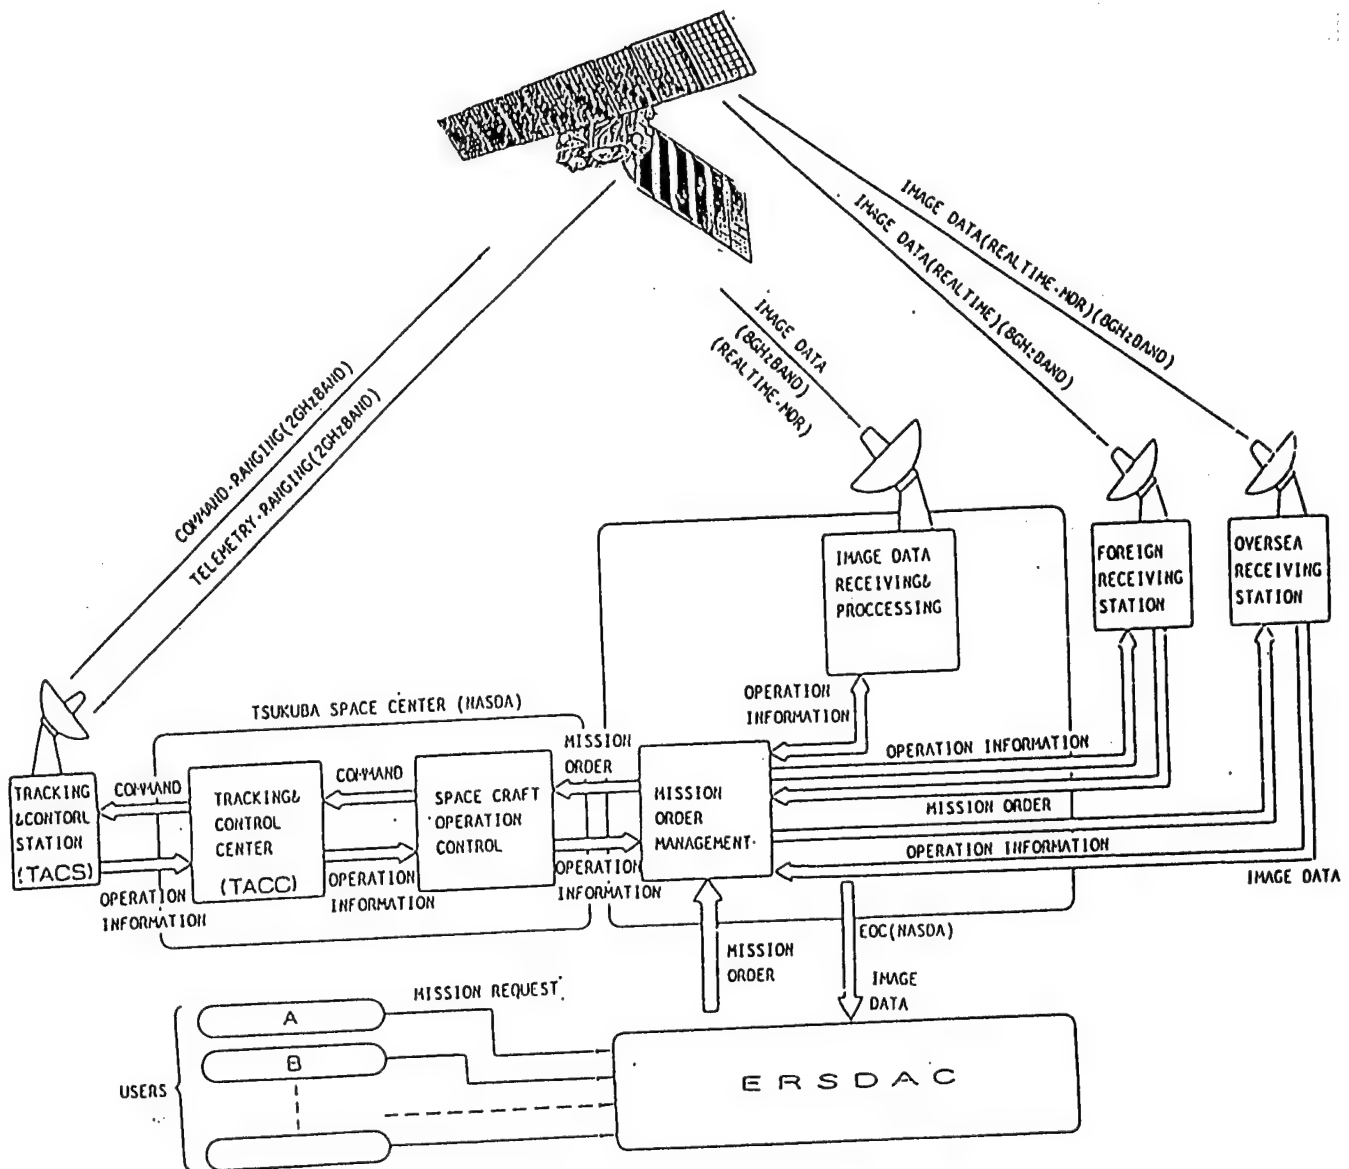 IMAGE DATA(REALTIME·MDR)(8GHzBAND)
IMAGE DATA(REALTIME)(8GHzBAND)
IMAGE DATA
(8GHzBAND)
(REALTIME·MDR)
COMMAND·RANGING(2GHzBAND)
TELEMETRY·RANGING(2GHzBAND)
IMAGE DATA
RECEIVING&
PROCCESSING
FOREIGN
RECEIVING
STATION
OVERSEA
RECEIVING
STATION
TSUKUBA SPACE CENTER (NASDA)
OPERATION
INFORMATION
MISSION
ORDER
OPERATION INFORMATION
TRACKING
&CONTORL
STATION
(TACS)
COMMAND
TRACKING&
CONTROL
CENTER
(TACC)
COMMAND
SPACE CRAFT
OPERATION
CONTROL
MISSION
ORDER
MANAGEMENT
MISSION ORDER
OPERATION INFORMATION
IMAGE DATA
OPERATION
INFORMATION
OPERATION
INFORMATION
OPERATION
INFORMATION
EOC(NASDA)
MISSION
ORDER
IMAGE
DATA
MISSION REQUEST
USERS
A
B
ERSDAC